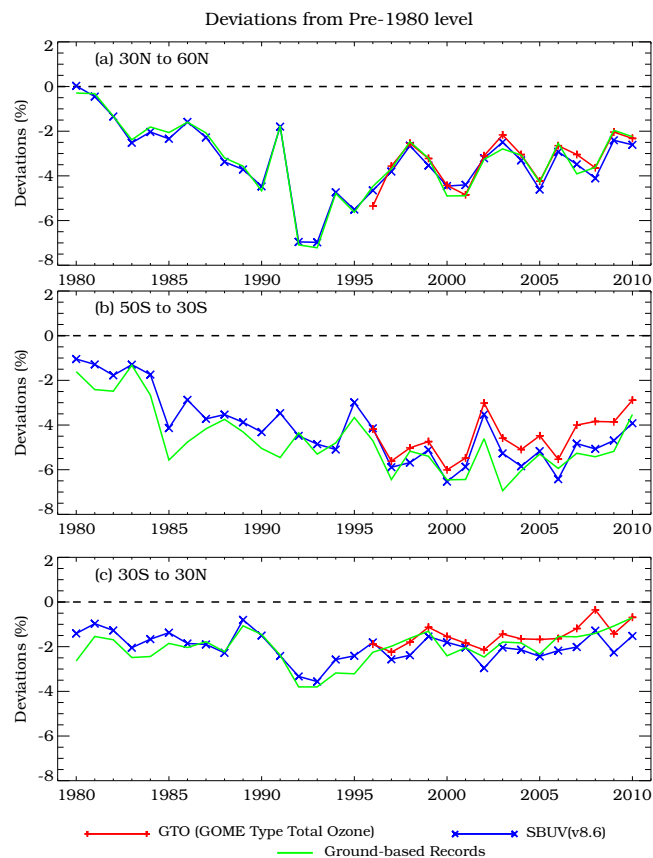 Deviations from Pre-1980 level
(a) 30N to 60N
Deviations (%)
2
0
-2
-4
-6
-8
1980 1985 1990 1995 2000 2005 2010
(b) 50S to 30S
Deviations (%)
2
0
-2
-4
-6
-8
1980 1985 1990 1995 2000 2005 2010
(c) 30S to 30N
Deviations (%)
2
0
-2
-4
-6
-8
1980 1985 1990 1995 2000 2005 2010
GTO (GOME Type Total Ozone) SBUV(v8.6)
Ground-based Records